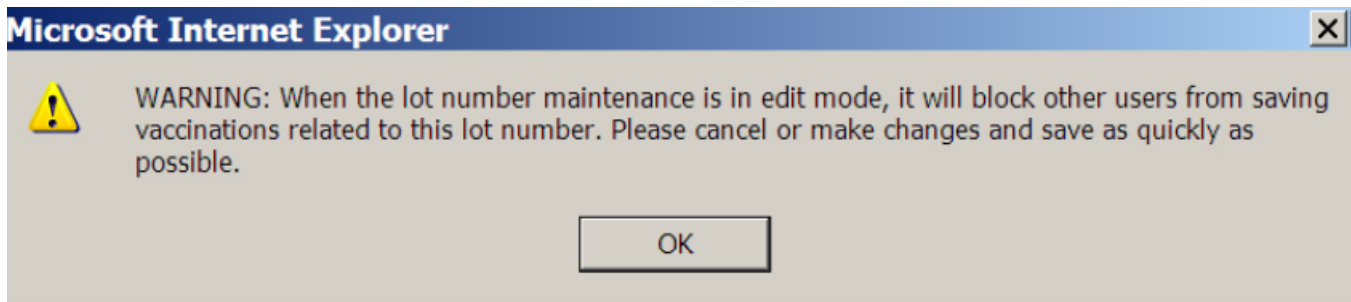 Microsoft Internet Explorer
WARNING: When the lot number maintenance is in edit mode, it will block other users from saving
vaccinations related to this lot number. Please cancel or make changes and save as quickly as
possible.
OK